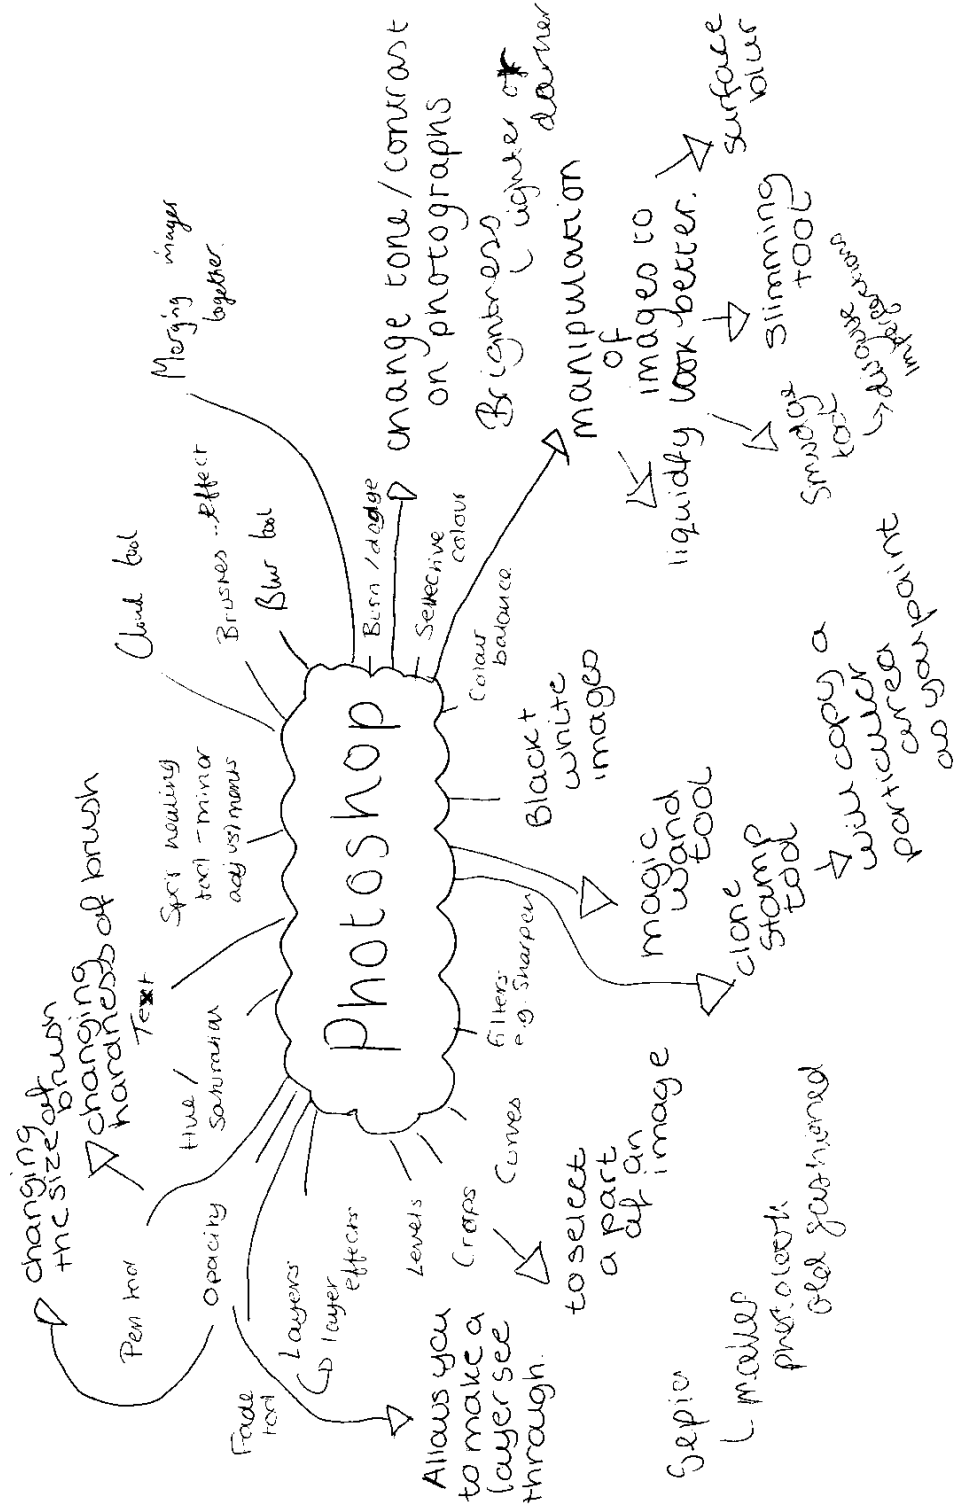 Photoshop
changing
the size of
brush
changing
hardness of brush
Text
Spot healing
tool - minor
adjustments
Cloud tool
Brushes - effect
Blur tool
Merging images
together.
Burn/dodge
change tone/contrast
on photographs
Brightness
lighter or
darker
Selective
colour
manipulation
of
images to
look better.
surface
blur
Slimming
tool
Smudge
tool
disguise
imperfections
liquidfy
Colour
balance
Black +
white
images
magic
wand
tool
clone
stamp
tool
will copy a
particular
area
as you paint
Filters
e.g. sharpen
Curves
Crops
to select
a part
of an
image
Levels
Layers
layer
effects
Hue/
Saturation
Opacity
Pen tool
Fade
tool
Allows you
to make a
layer see
through.
Sepia
makes
photo look
old fashioned